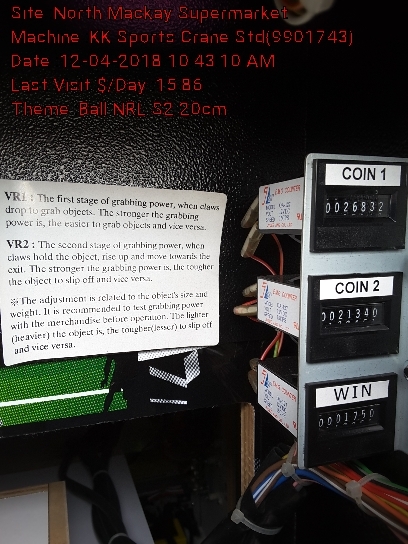 Site North Mackay Supermarket
Machine KK Sports Crane Std(9901743)
Date 12-04-2018 10 43 10 AM
Last Visit $/Day 15 86
Theme Ball NRL S2 20cm
VR1 : The first stage of grabbing power, when claws
drop to grab objects. The stronger the grabbing
power is, the easier to grab objects and vice versa.
VR2 : The second stage of grabbing power, when
claws hold the object, rise up and move towards the
exit. The stronger the grabbing power is, the tougher
the object to slip off and vice versa.
※ The adjustment is related to the object's size and
weight. It is recommended to test grabbing power
with the merchandise before operation. The lighter
(heavier) the object is, the tougher(lesser) to slip off
and vice versa.
COIN 1
0026832
COIN 2
0021340
WIN
0001750